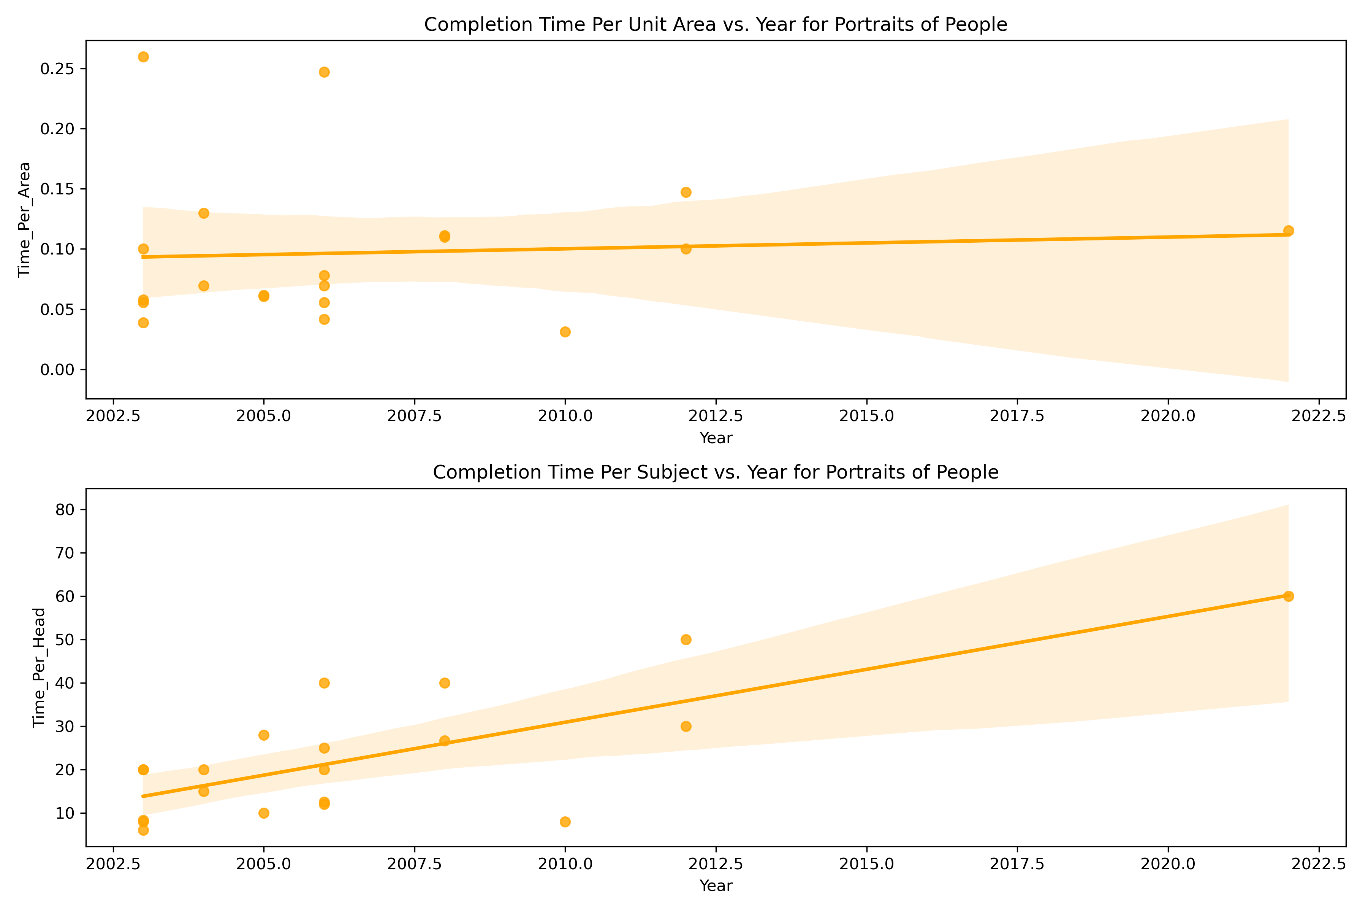 Completion Time Per Unit Area vs. Year for Portraits of People
Time_Per_Area
0.25
0.20
0.15
0.10
0.05
0.00
2002.5 2005.0 2007.5 2010.0 2012.5 2015.0 2017.5 2020.0 2022.5
Year
Completion Time Per Subject vs. Year for Portraits of People
Time_Per_Head
80
70
60
50
40
30
20
10
2002.5 2005.0 2007.5 2010.0 2012.5 2015.0 2017.5 2020.0 2022.5
Year